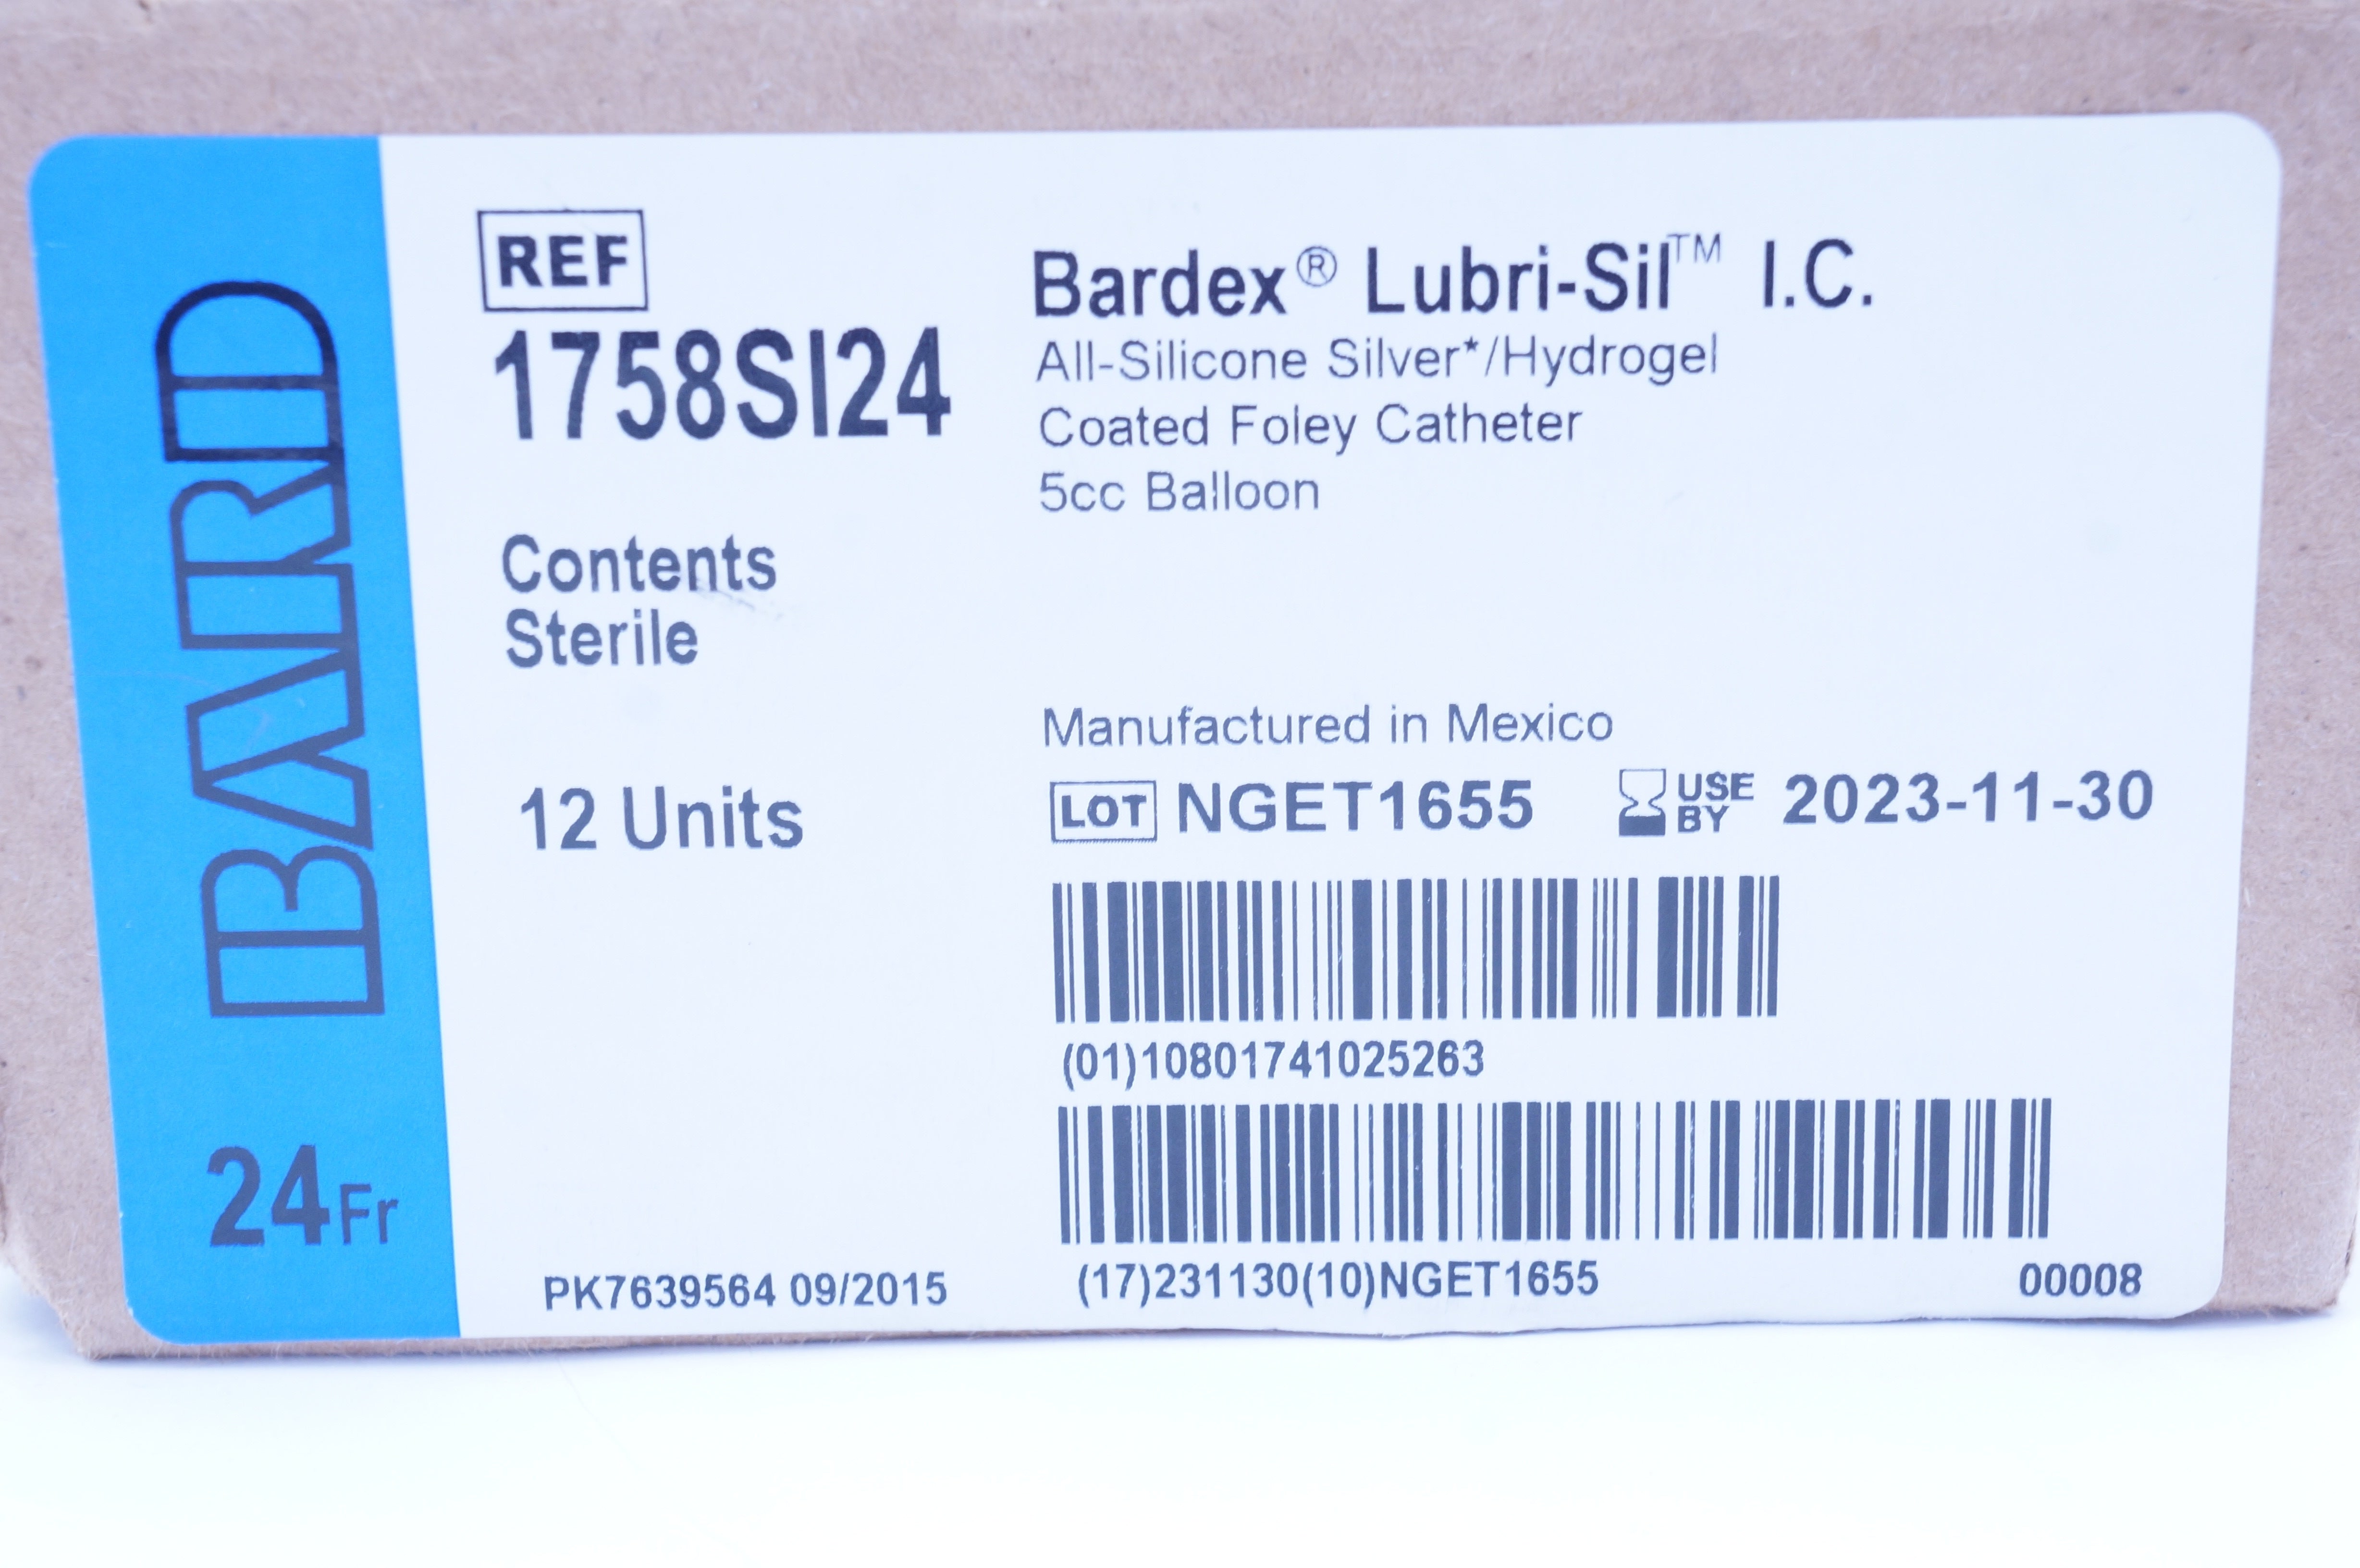 BARD
24Fr
REF
1758SI24
Contents
Sterile
12 Units
PK7639564 09/2015
Bardex® Lubri-Sil™ I.C.
All-Silicone Silver*/Hydrogel
Coated Foley Catheter
5cc Balloon
Manufactured in Mexico
LOT NGET1655 USE BY 2023-11-30
(01)10801741025263
(17)231130(10)NGET1655 00008